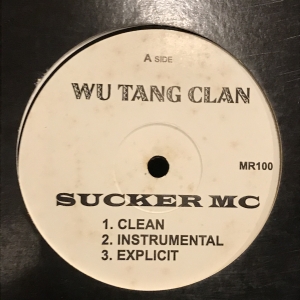 A SIDE
WU TANG CLAN
MR100
SUCKER MC
1. CLEAN
2. INSTRUMENTAL
3. EXPLICIT